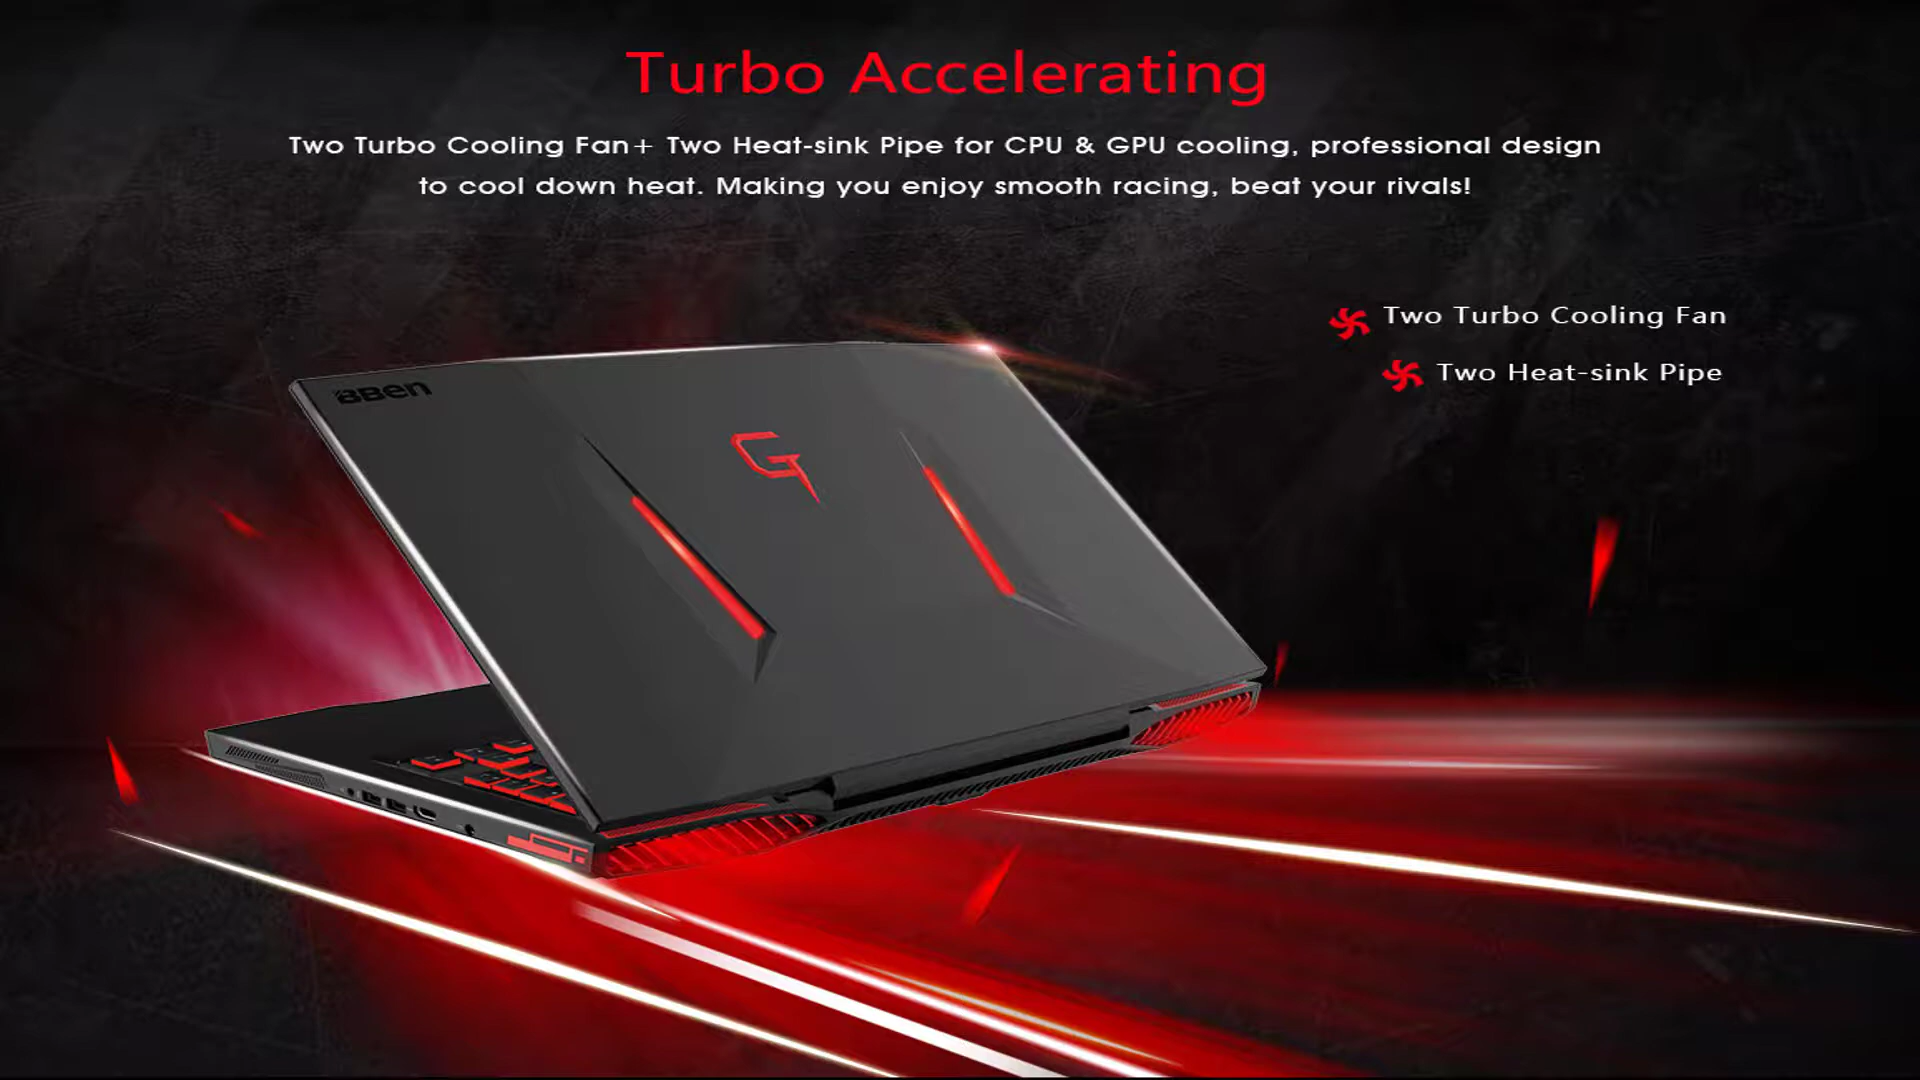 Turbo Accelerating
Two Turbo Cooling Fan+ Two Heat-sink Pipe for CPU & GPU cooling, professional design
to cool down heat. Making you enjoy smooth racing, beat your rivals!
Two Turbo Cooling Fan
Two Heat-sink Pipe
BBen
G